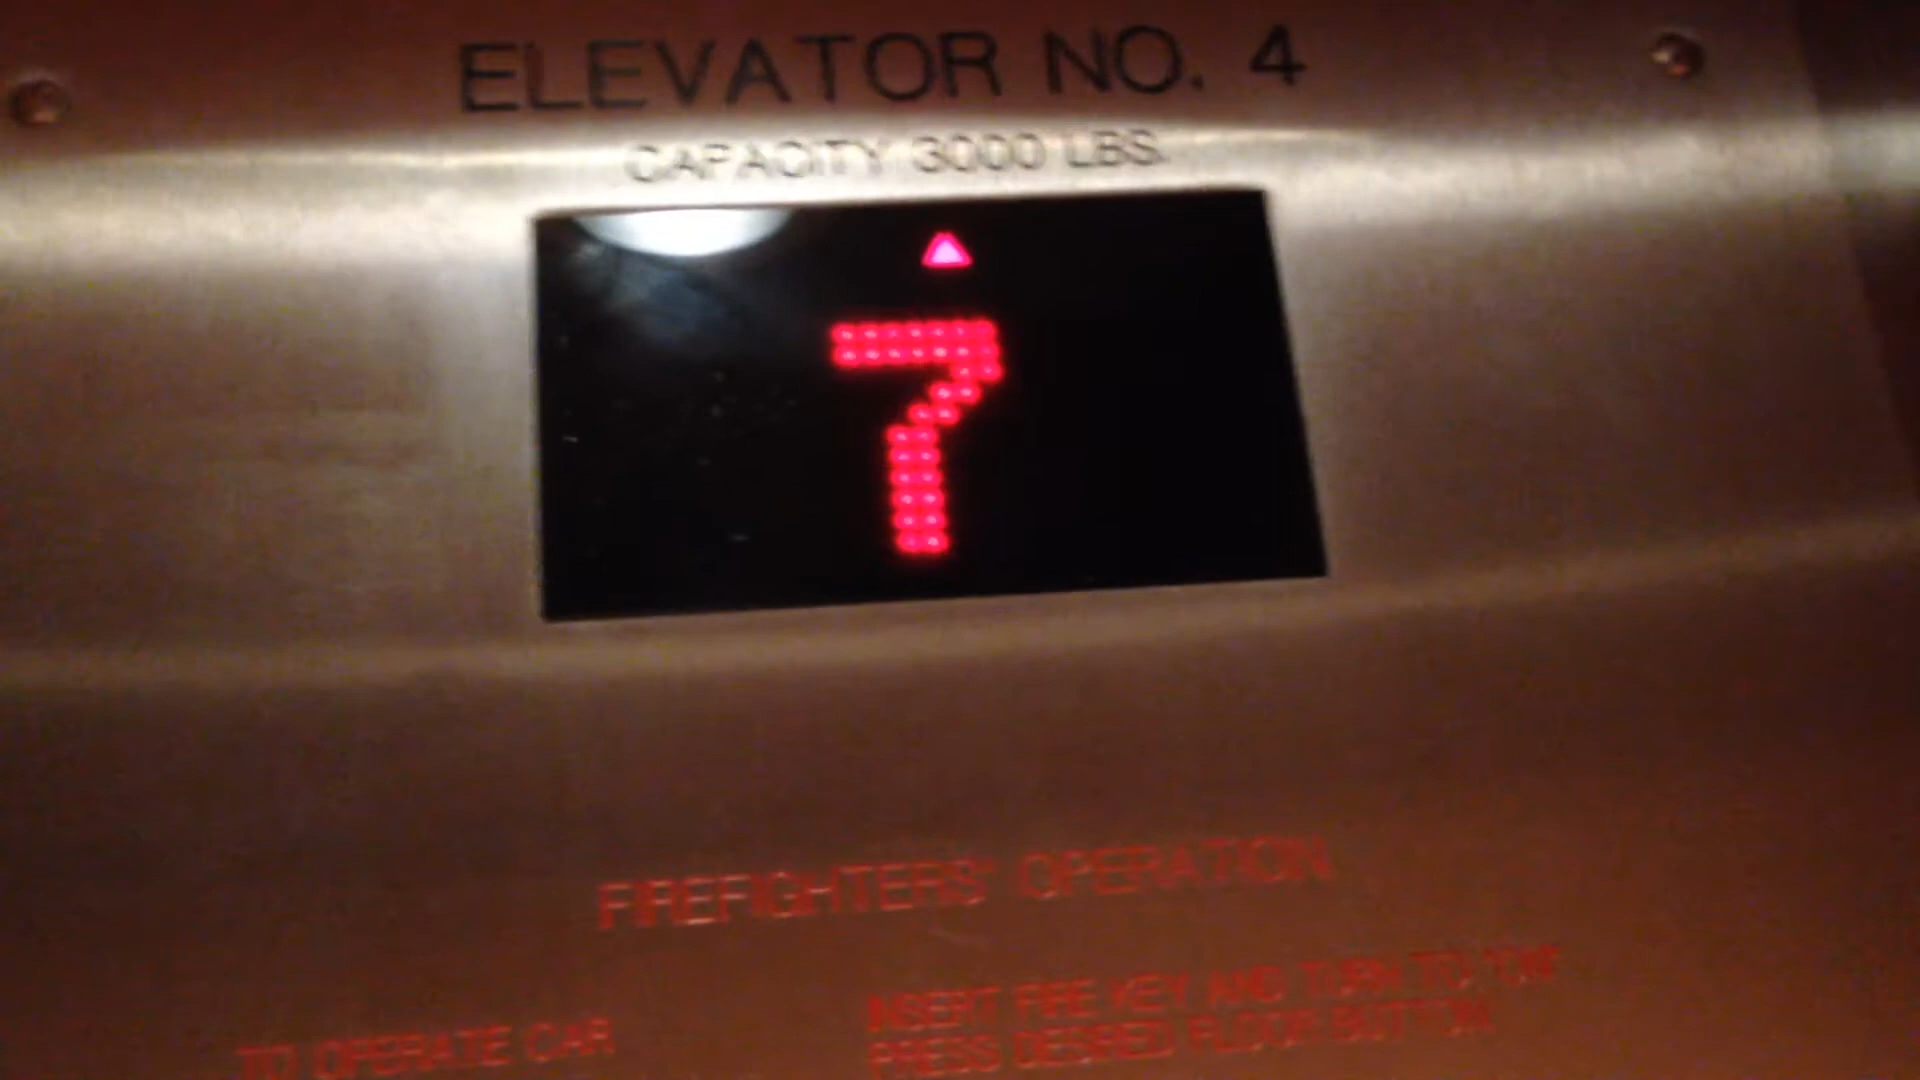 ELEVATOR NO. 4
CAPACITY 3000 LBS.
7
FIREFIGHTERS' OPERATION
INSERT FIRE KEY AND TURN TO "ON"
TO OPERATE CAR
PRESS DESIRED FLOOR BUTTON